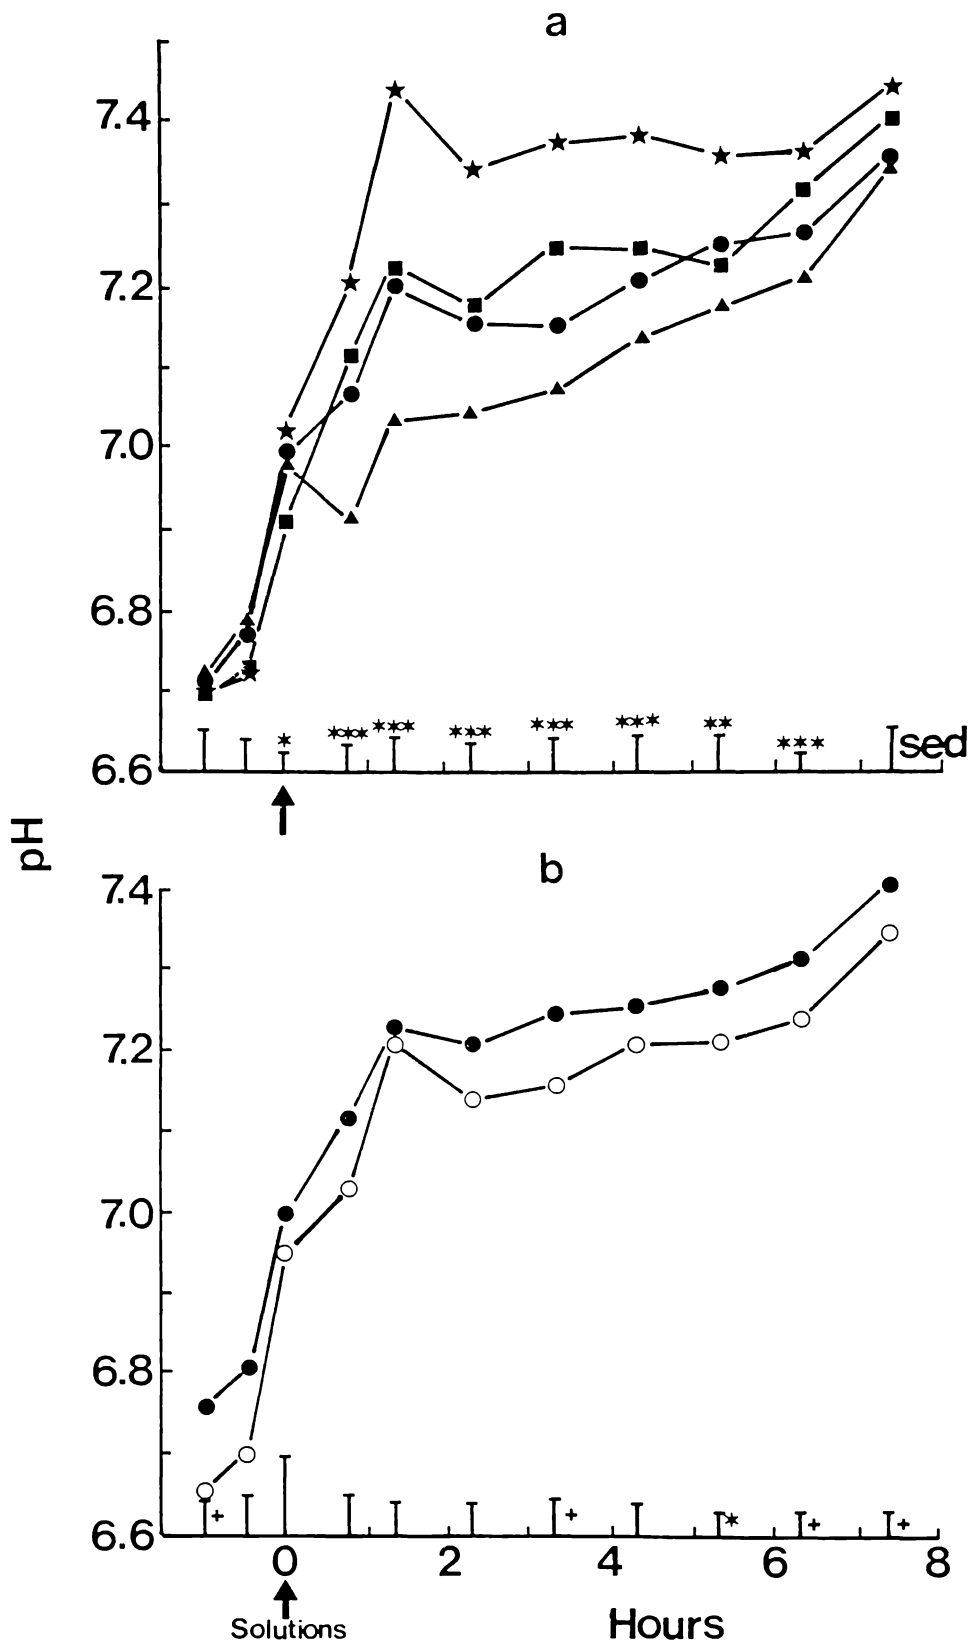 a
7.4
7.2
7.0
6.8
6.6
* *** *** *** *** *** ** *** sed
pH
b
7.4
7.2
7.0
6.8
6.6
+ + * + +
0 2 4 6 8
Solutions Hours